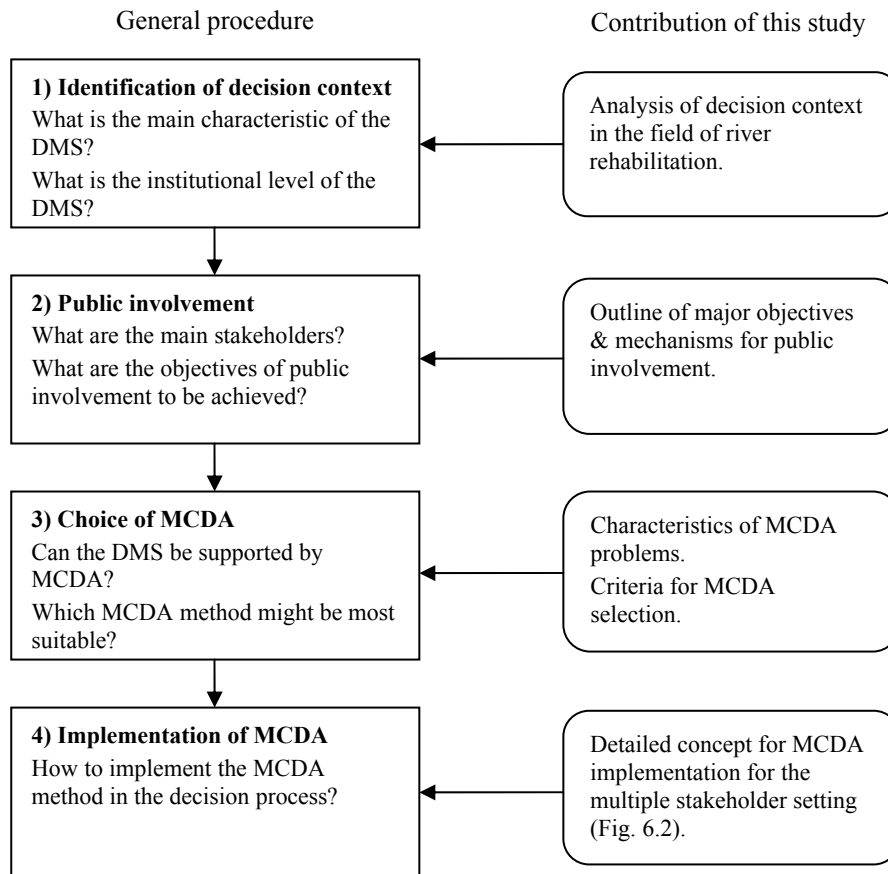 General procedure
Contribution of this study
1) Identification of decision context
What is the main characteristic of the
DMS?
What is the institutional level of the
DMS?
Analysis of decision context
in the field of river
rehabilitation.
2) Public involvement
What are the main stakeholders?
What are the objectives of public
involvement to be achieved?
Outline of major objectives
& mechanisms for public
involvement.
3) Choice of MCDA
Can the DMS be supported by
MCDA?
Which MCDA method might be most
suitable?
Characteristics of MCDA
problems.
Criteria for MCDA
selection.
4) Implementation of MCDA
How to implement the MCDA
method in the decision process?
Detailed concept for MCDA
implementation for the
multiple stakeholder setting
(Fig. 6.2).